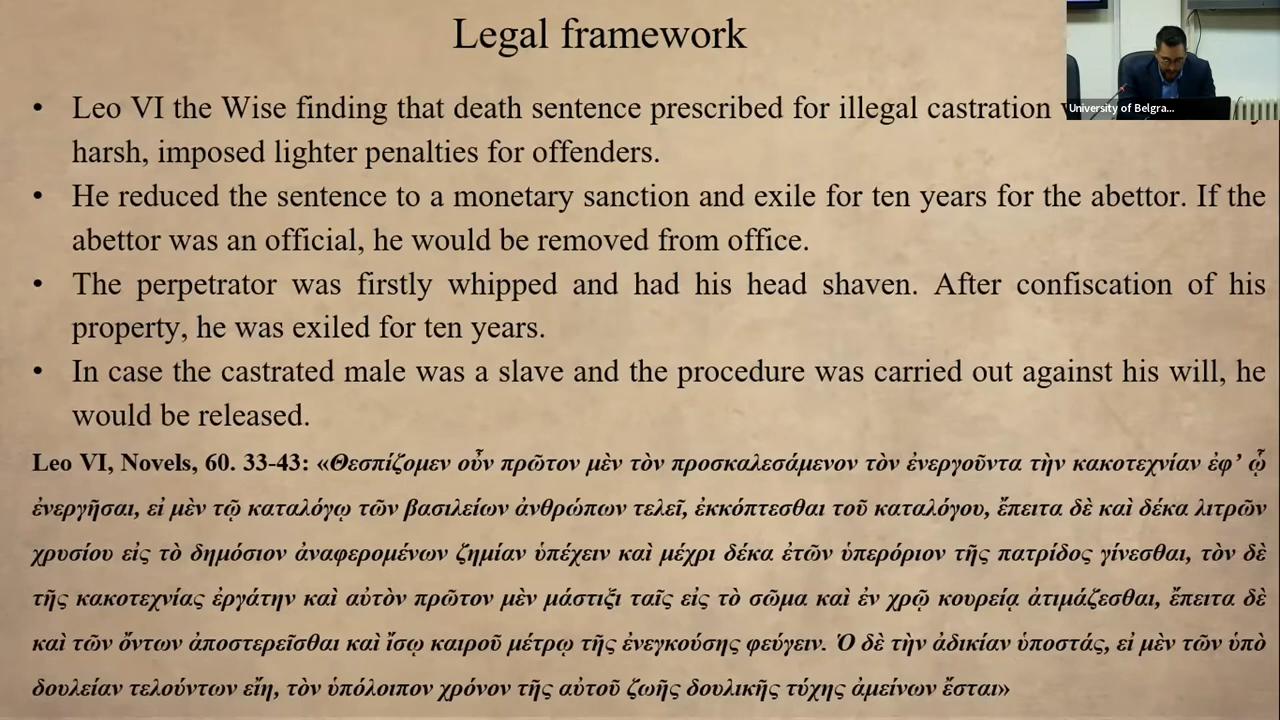 Legal framework
University of Belgra...
• Leo VI the Wise finding that death sentence prescribed for illegal castration
harsh, imposed lighter penalties for offenders.
• He reduced the sentence to a monetary sanction and exile for ten years for the abettor. If the
abettor was an official, he would be removed from office.
• The perpetrator was firstly whipped and had his head shaven. After confiscation of his
property, he was exiled for ten years.
• In case the castrated male was a slave and the procedure was carried out against his will, he
would be released.
Leo VI, Novels, 60. 33-43: «Θεσπίζομεν οὖν πρῶτον μὲν τὸν προσκαλεσάμενον τὸν ἐνεργοῦντα τὴν κακοτεχνίαν ἐφ’ ᾧ
ἐνεργῆσαι, εἰ μὲν τῷ καταλόγῳ τῶν βασιλείων ἀνθρώπων τελεῖ, ἐκκόπτεσθαι τοῦ καταλόγου, ἔπειτα δὲ καὶ δέκα λιτρῶν
χρυσίου εἰς τὸ δημόσιον ἀναφερομένων ζημίαν ὑπέχειν καὶ μέχρι δέκα ἐτῶν ὑπερόριον τῆς πατρίδος γίνεσθαι, τὸν δὲ
τῆς κακοτεχνίας ἐργάτην καὶ αὐτὸν πρῶτον μὲν μάστιξι ταῖς εἰς τὸ σῶμα καὶ ἐν χρῷ κουρείᾳ ἀτιμάζεσθαι, ἔπειτα δὲ
καὶ τῶν ὄντων ἀποστερεῖσθαι καὶ ἴσῳ καιροῦ μέτρῳ τῆς ἐνεγκούσης φεύγειν. Ὁ δὲ τὴν ἀδικίαν ὑποστάς, εἰ μὲν τῶν ὑπὸ
δουλείαν τελούντων εἴη, τὸν ὑπόλοιπον χρόνον τῆς αὐτοῦ ζωῆς δουλικῆς τύχης ἀμείνων ἔσται»